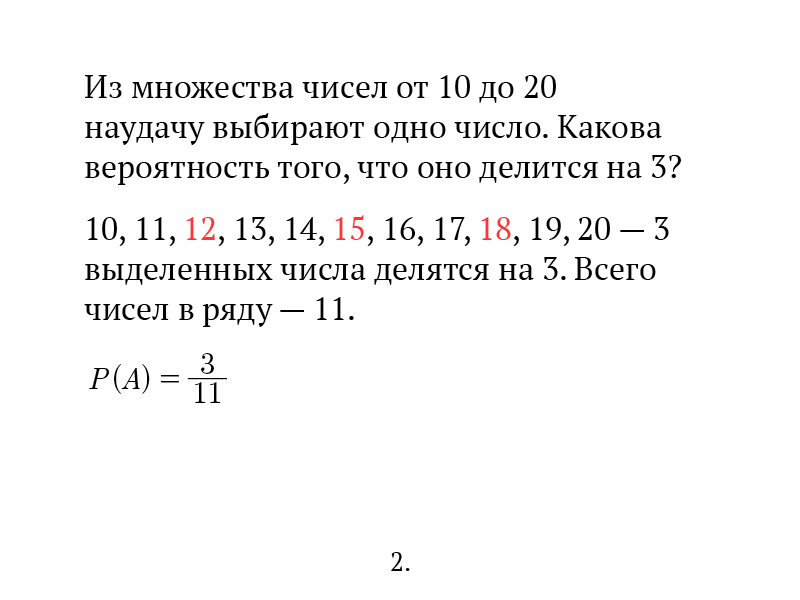 Из множества чисел от 10 до 20
наудачу выбирают одно число. Какова
вероятность того, что оно делится на 3?
10, 11, 12, 13, 14, 15, 16, 17, 18, 19, 20 — 3
выделенных числа делятся на 3. Всего
чисел в ряду — 11.
P(A) = 3/11
2.